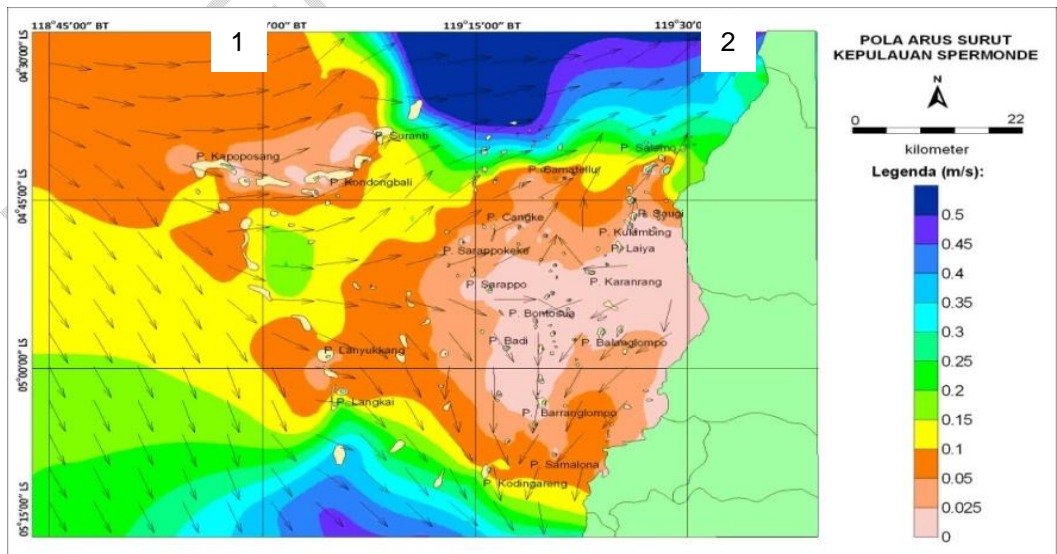 118°45'00" BT
1
'00" BT
119°15'00" BT
119°30'00" BT
2
04°30'00 LS
04°45'00 LS
05°00'00 LS
05°15'00 LS
P. Suranti
P. Kapoposang
P. Kondongbali
P. Salemo
P. Samatellu
P. Cangke
P. Sougi
P. Kulambing
P. Sarappokeke
P. Laiya
P. Sarappo
P. Karanrang
P. Bontosua
P. Badi
P. Balanglompo
P. Lanyukkang
P. Langkai
P. Barranglompo
P. Samalona
P. Kodingareng
POLA ARUS SURUT
KEPULAUAN SPERMONDE
N
0 22
kilometer
Legenda (m/s):
0.5
0.45
0.4
0.35
0.3
0.25
0.2
0.15
0.1
0.05
0.025
0